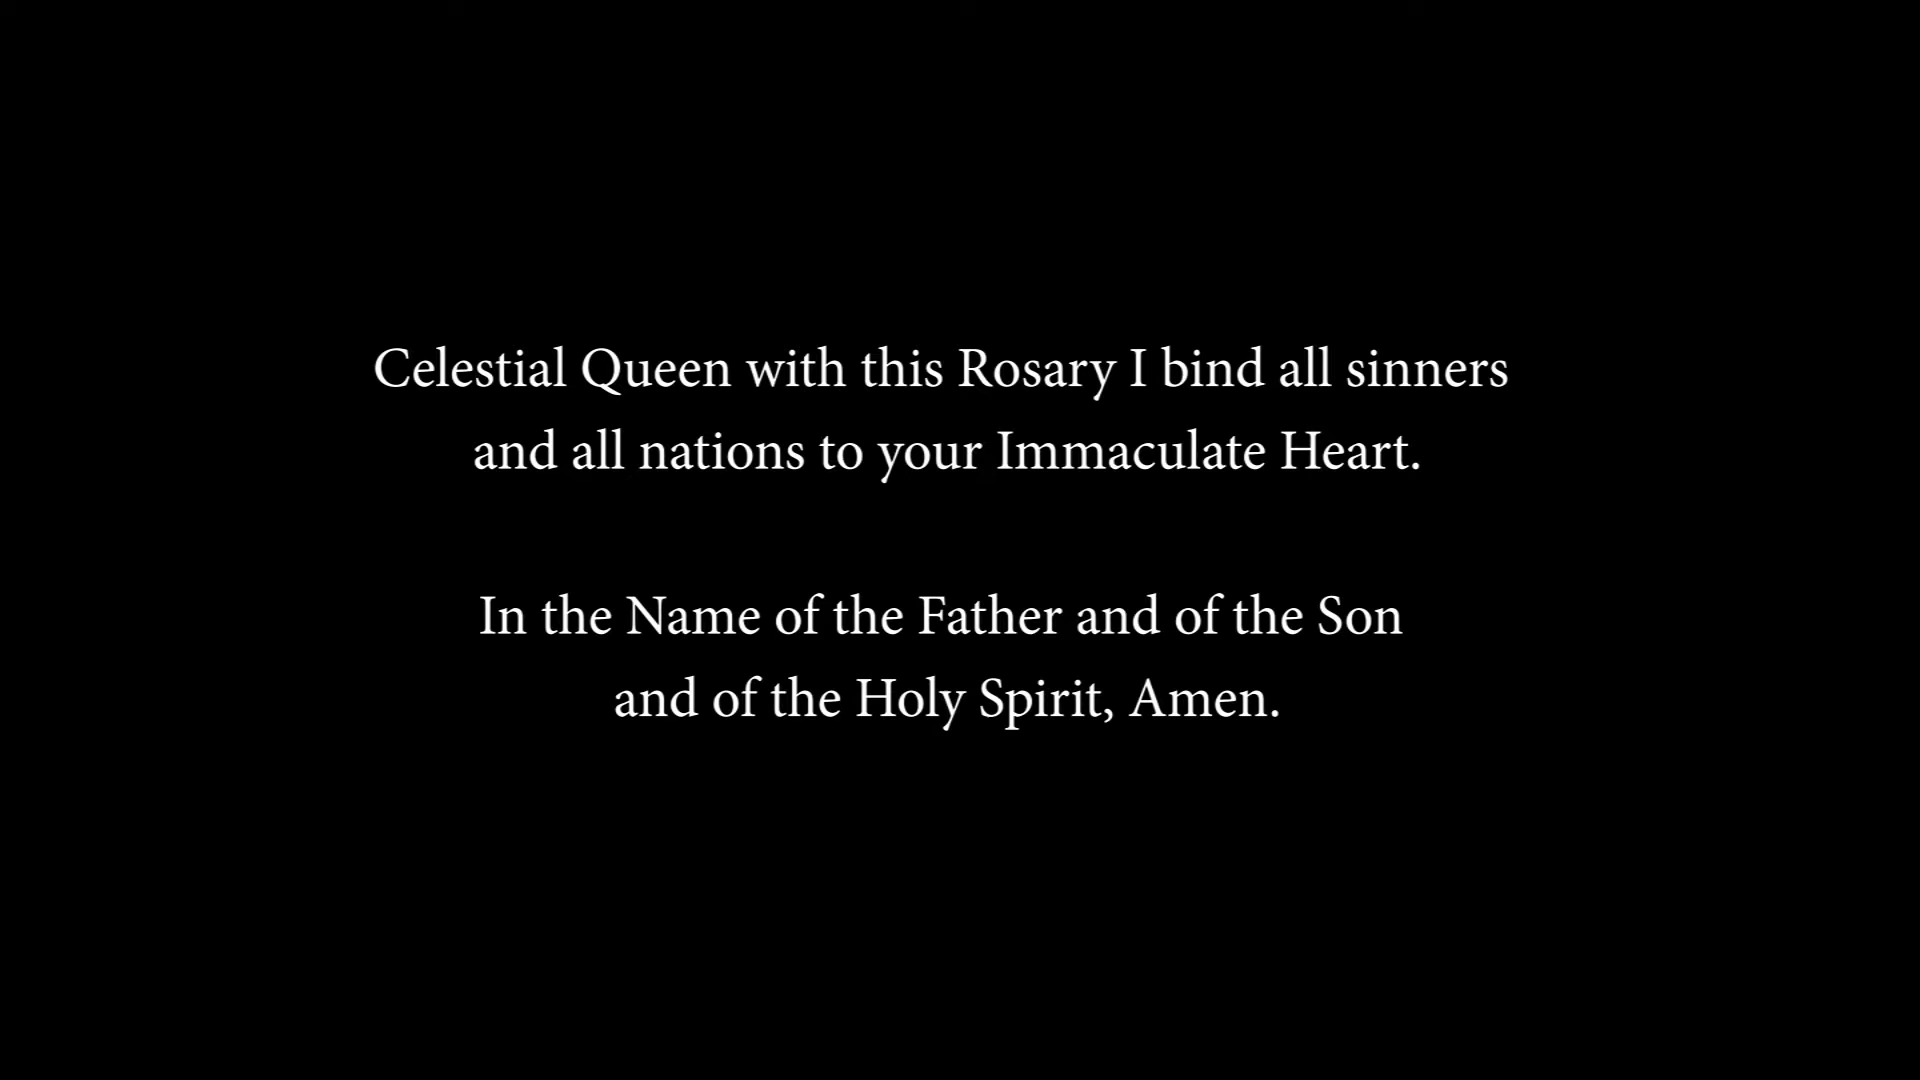 Celestial Queen with this Rosary I bind all sinners
and all nations to your Immaculate Heart.
In the Name of the Father and of the Son
and of the Holy Spirit, Amen.